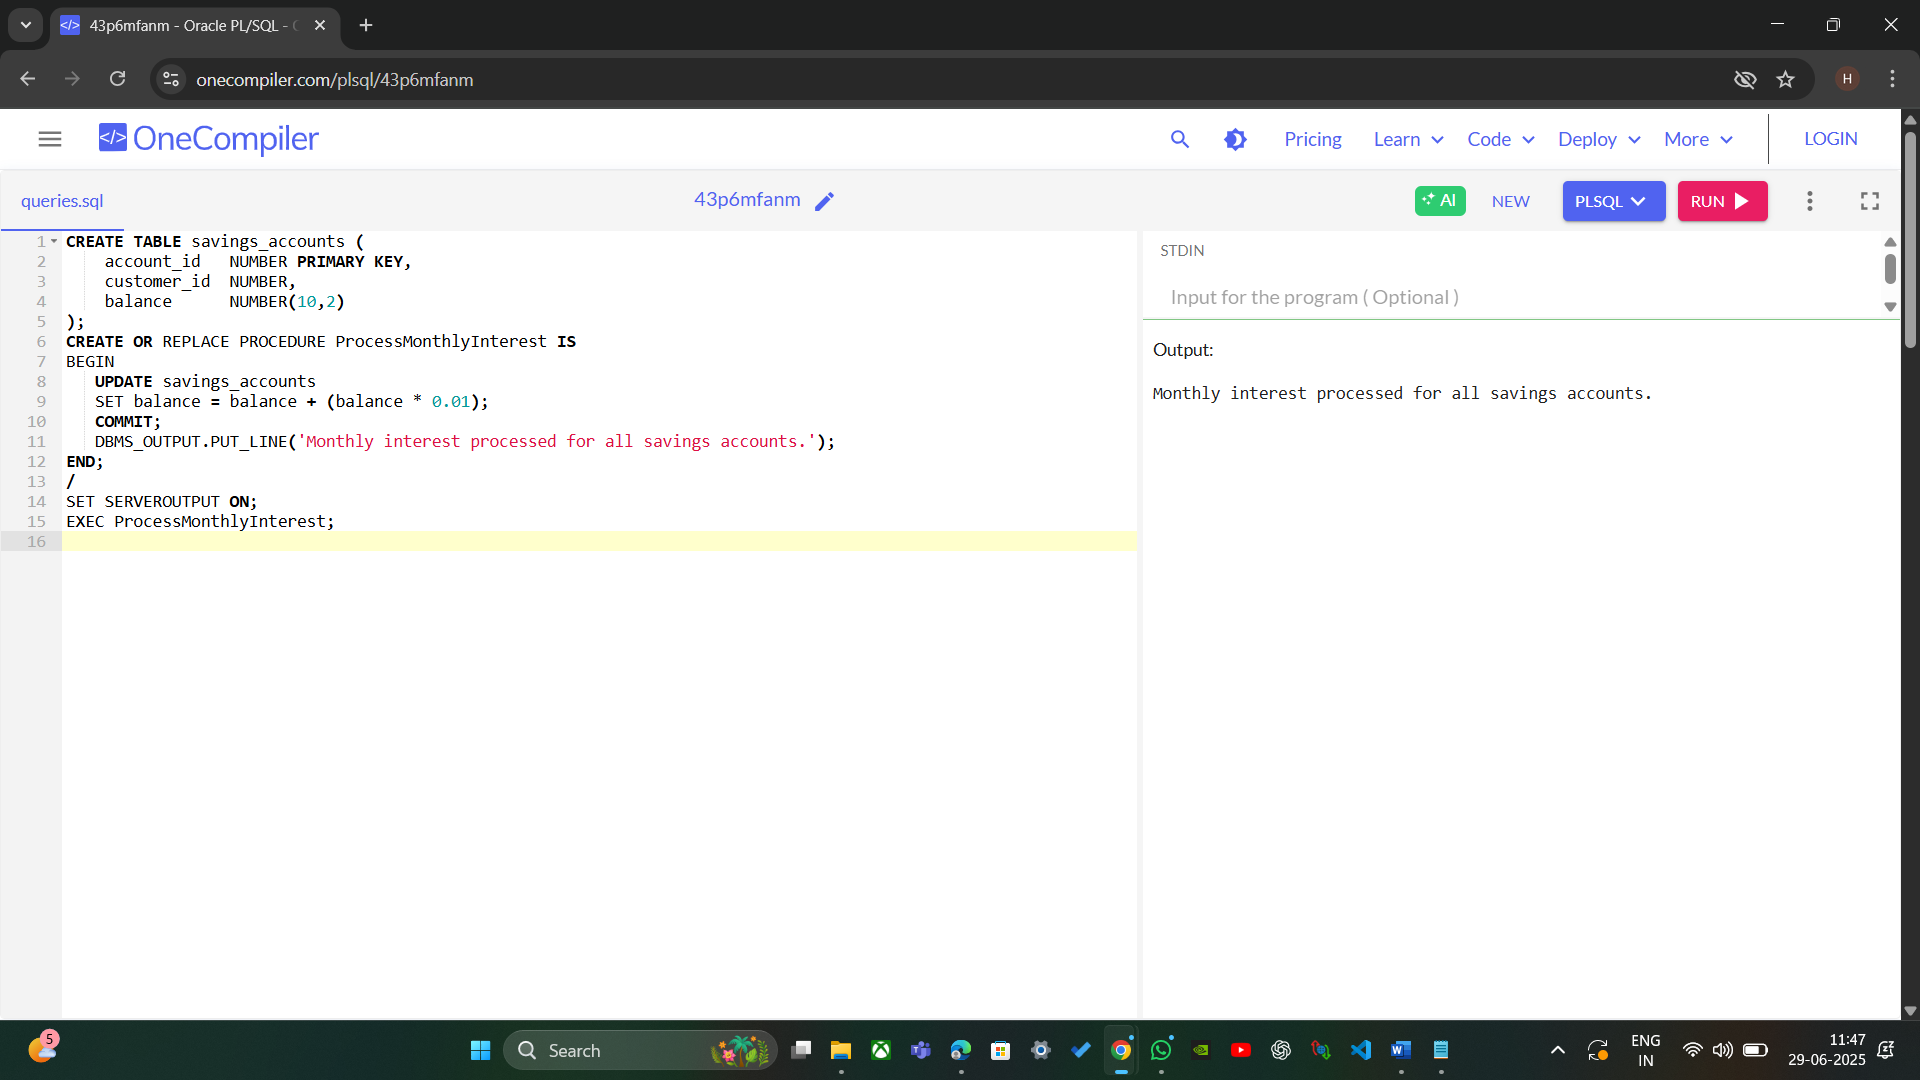 43p6mfanm - Oracle PL/SQL -
onecompiler.com/plsql/43p6mfanm
H
</> OneCompiler
Pricing
Learn
Code
Deploy
More
LOGIN
queries.sql
43p6mfanm
AI
NEW
PLSQL
RUN
1 CREATE TABLE savings_accounts (
2     account_id   NUMBER PRIMARY KEY,
3     customer_id  NUMBER,
4     balance      NUMBER(10,2)
5 );
6 CREATE OR REPLACE PROCEDURE ProcessMonthlyInterest IS
7 BEGIN
8    UPDATE savings_accounts
9    SET balance = balance + (balance * 0.01);
10    COMMIT;
11    DBMS_OUTPUT.PUT_LINE('Monthly interest processed for all savings accounts.');
12 END;
13 /
14 SET SERVEROUTPUT ON;
15 EXEC ProcessMonthlyInterest;
16
STDIN
Input for the program ( Optional )
Output:
Monthly interest processed for all savings accounts.
5
Search
ENG
IN
11:47
29-06-2025